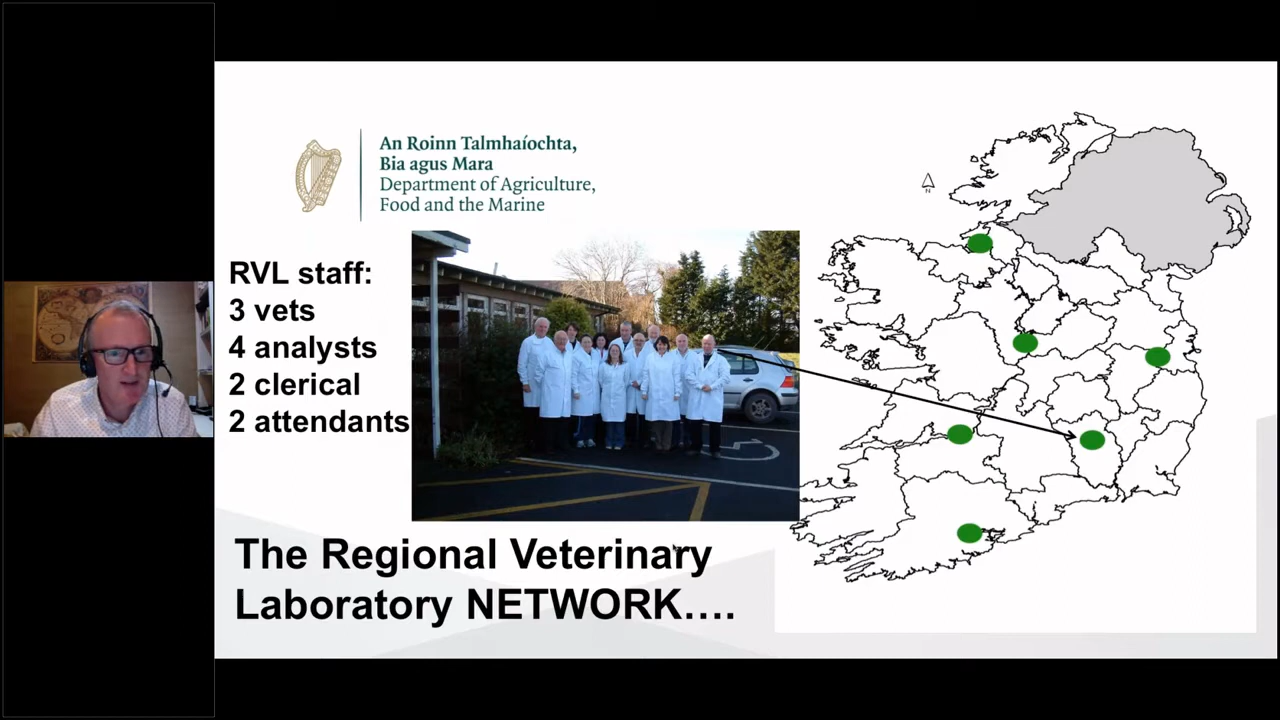 An Roinn Talmhaíochta,
Bia agus Mara
Department of Agriculture,
Food and the Marine
RVL staff:
3 vets
4 analysts
2 clerical
2 attendants
N
The Regional Veterinary
Laboratory NETWORK....